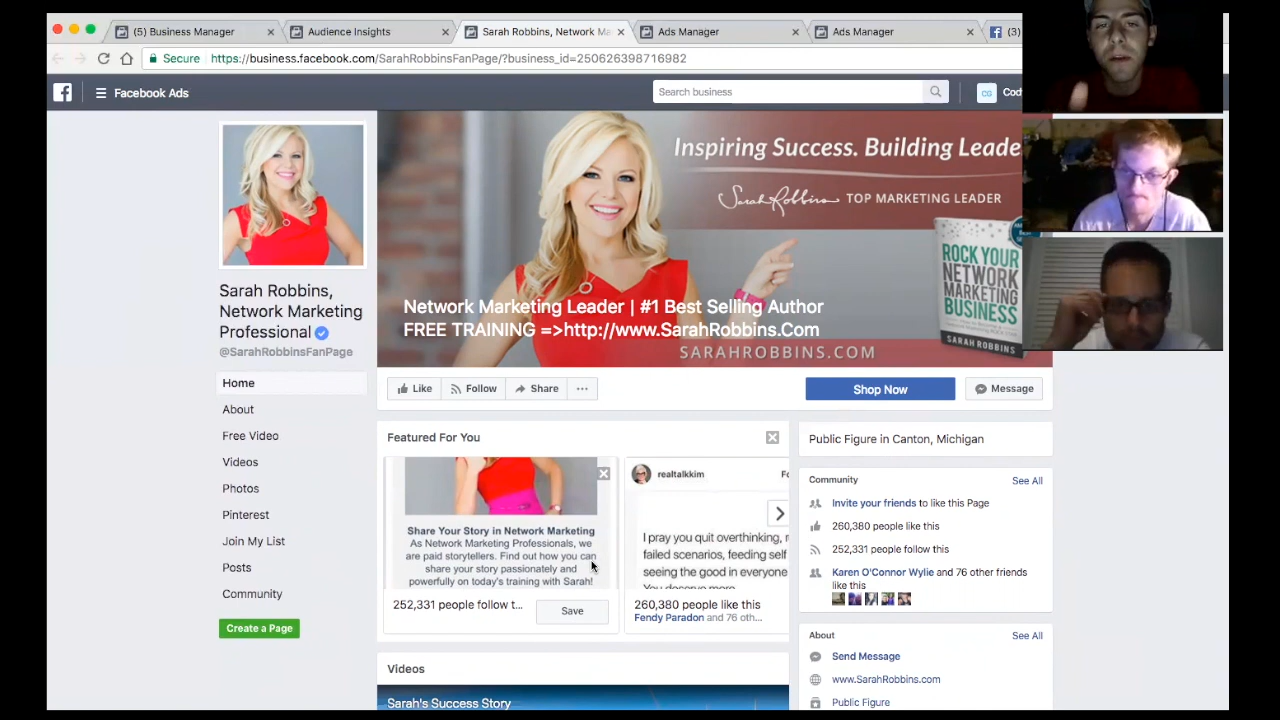 (5) Business Manager
Audience Insights
Sarah Robbins, Network Ma
Ads Manager
Ads Manager
(3)
Secure
https://business.facebook.com/SarahRobbinsFanPage/?business_id=250626398716982
Facebook Ads
Search business
CG
Cod
Inspiring Success. Building Leade
Sarah Robbins TOP MARKETING LEADER
ROCK YOUR
NETWORK
MARKETING
BUSINESS
SARAH ROBBINS
Network Marketing Leader | #1 Best Selling Author
FREE TRAINING =>http://www.SarahRobbins.Com
SARAHROBBINS.COM
Sarah Robbins,
Network Marketing
Professional
@SarahRobbinsFanPage
Home
About
Free Video
Videos
Photos
Pinterest
Join My List
Posts
Community
Create a Page
Like
Follow
Share
Shop Now
Message
Featured For You
Share Your Story in Network Marketing
As Network Marketing Professionals, we
are paid storytellers. Find out how you can
share your story passionately and
powerfully on today's training with Sarah!
252,331 people follow t...
Save
realtalkkim
Fo
I pray you quit overthinking, r
failed scenarios, feeding self
seeing the good in everyone
260,380 people like this
Fendy Paradon and 76 oth...
Videos
Sarah's Success Story
Public Figure in Canton, Michigan
Community
See All
Invite your friends to like this Page
260,380 people like this
252,331 people follow this
Karen O'Connor Wylie and 76 other friends
like this
About
See All
Send Message
www.SarahRobbins.com
Public Figure